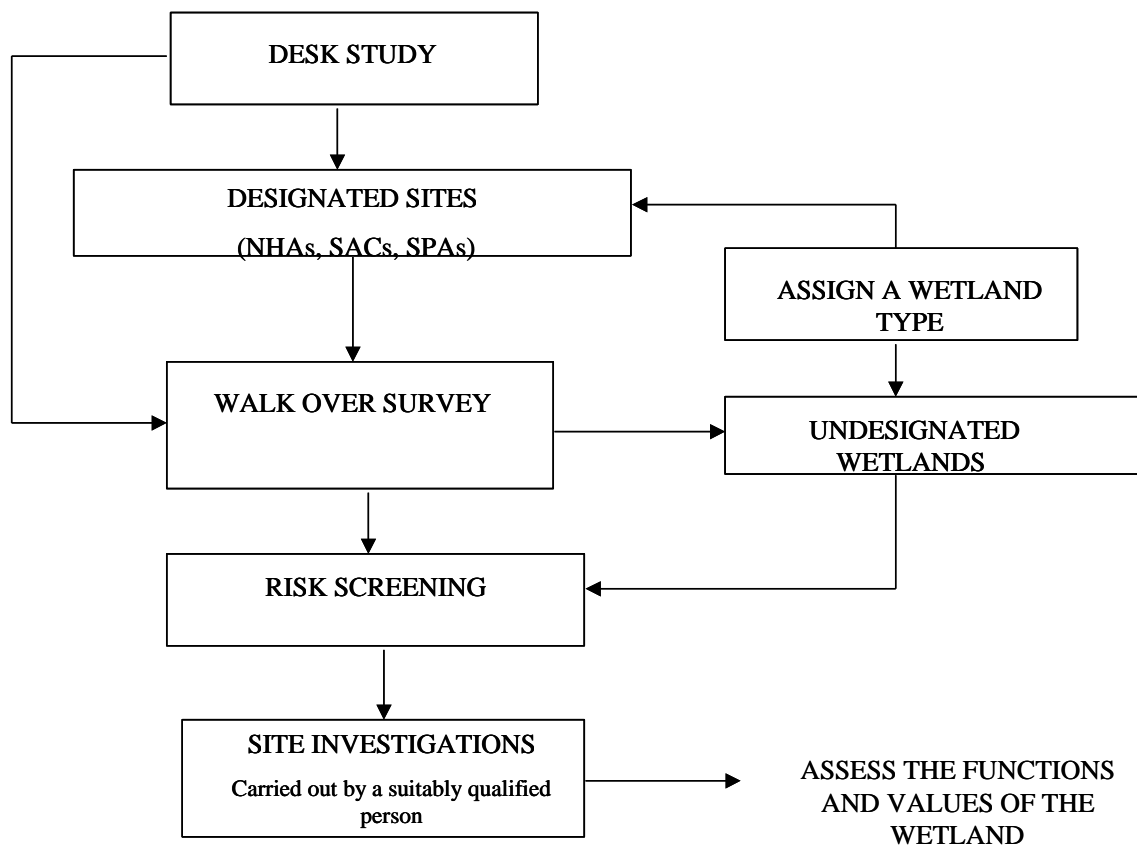 DESK STUDY
DESIGNATED SITES
(NHAs, SACs, SPAs)
ASSIGN A WETLAND
TYPE
WALK OVER SURVEY
UNDESIGNATED
WETLANDS
RISK SCREENING
SITE INVESTIGATIONS
Carried out by a suitably qualified
person
ASSESS THE FUNCTIONS
AND VALUES OF THE
WETLAND